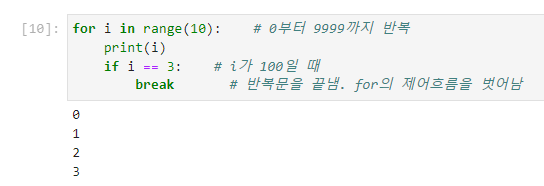 [10]: for i in range(10):    # 0부터 9999까지 반복
    print(i)
    if i == 3:    # i가 100일 때
        break       # 반복문을 끝냄. for의 제어흐름을 벗어남
0
1
2
3